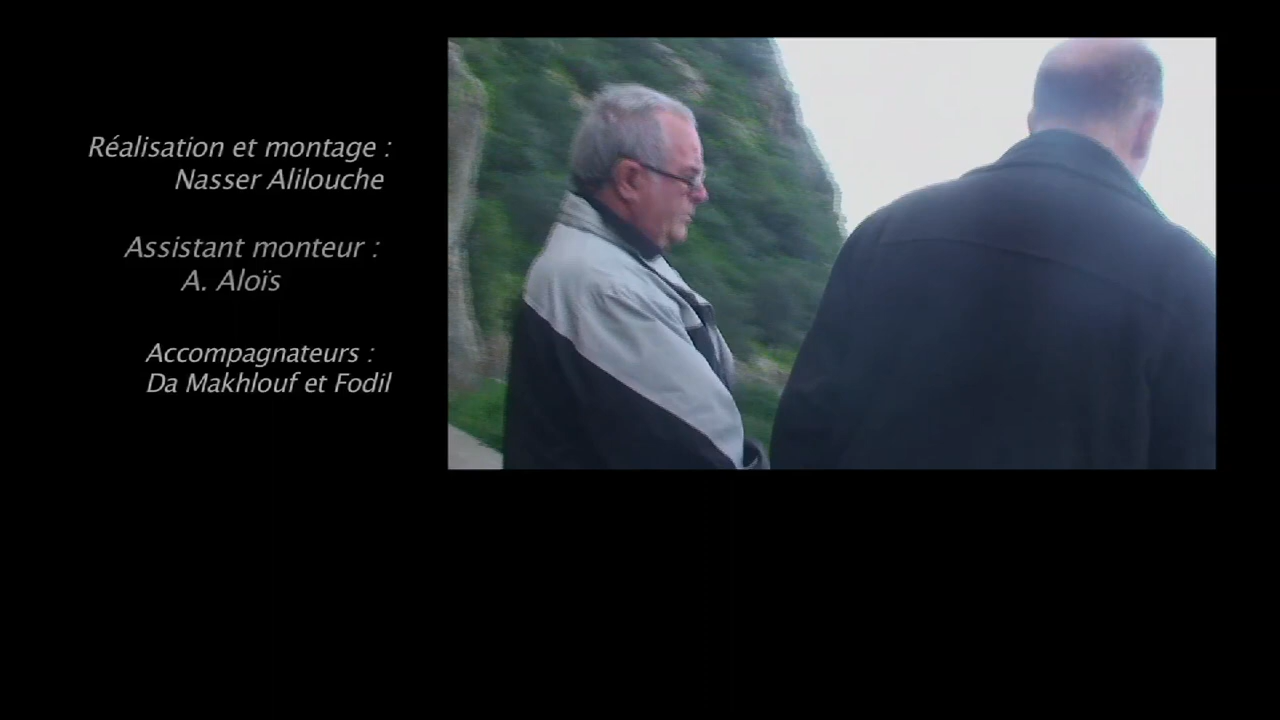 Réalisation et montage :
Nasser Alilouche
Assistant monteur :
A. Aloïs
Accompagnateurs :
Da Makhlouf et Fodil